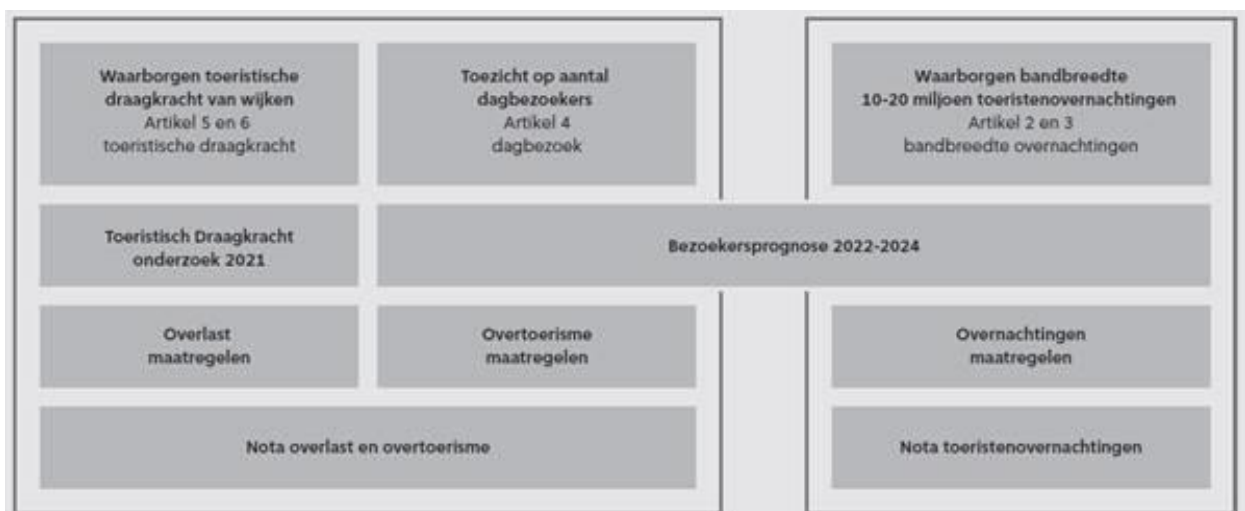 Waarborgen toeristische
draagkracht van wijken
Artikel 5 en 6
toeristische draagkracht
Toezicht op aantal
dagbezoekers
Artikel 4
dagbezoek
Waarborgen bandbreedte
10-20 miljoen toeristenovernachtingen
Artikel 2 en 3
bandbreedte overnachtingen
Toeristisch Draagkracht
onderzoek 2021
Bezoekersprognose 2022-2024
Overlast
maatregelen
Overtoerisme
maatregelen
Overnachtingen
maatregelen
Nota overlast en overtoerisme
Nota toeristenovernachtingen